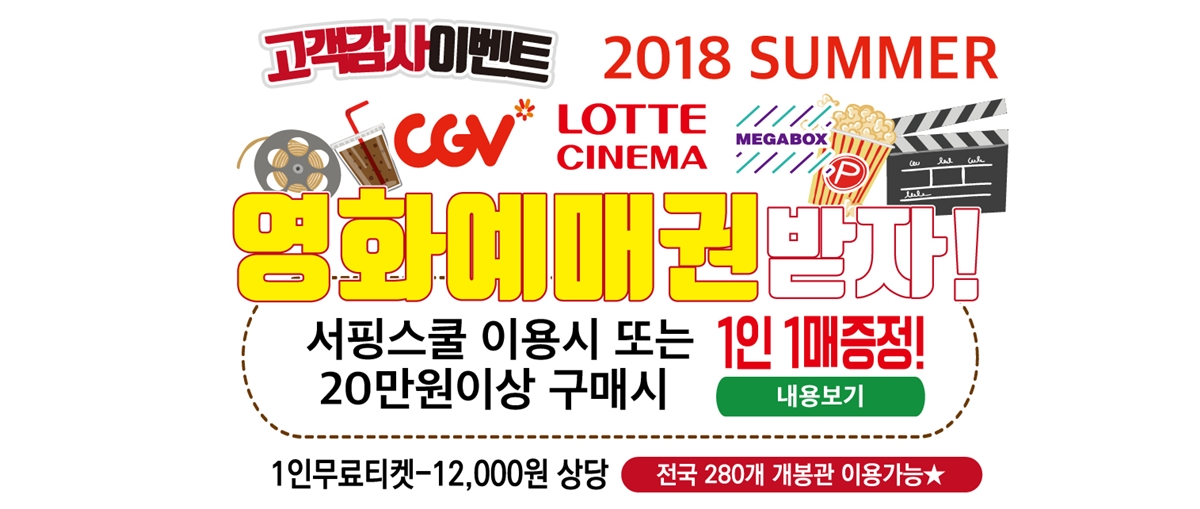 고객감사이벤트
2018 SUMMER
CGV
LOTTE
CINEMA
MEGABOX
P
영화예매권받자!
서핑스쿨 이용시 또는
20만원이상 구매시
1인 1매증정!
내용보기
1인무료티켓-12,000원 상당
전국 280개 개봉관 이용가능★